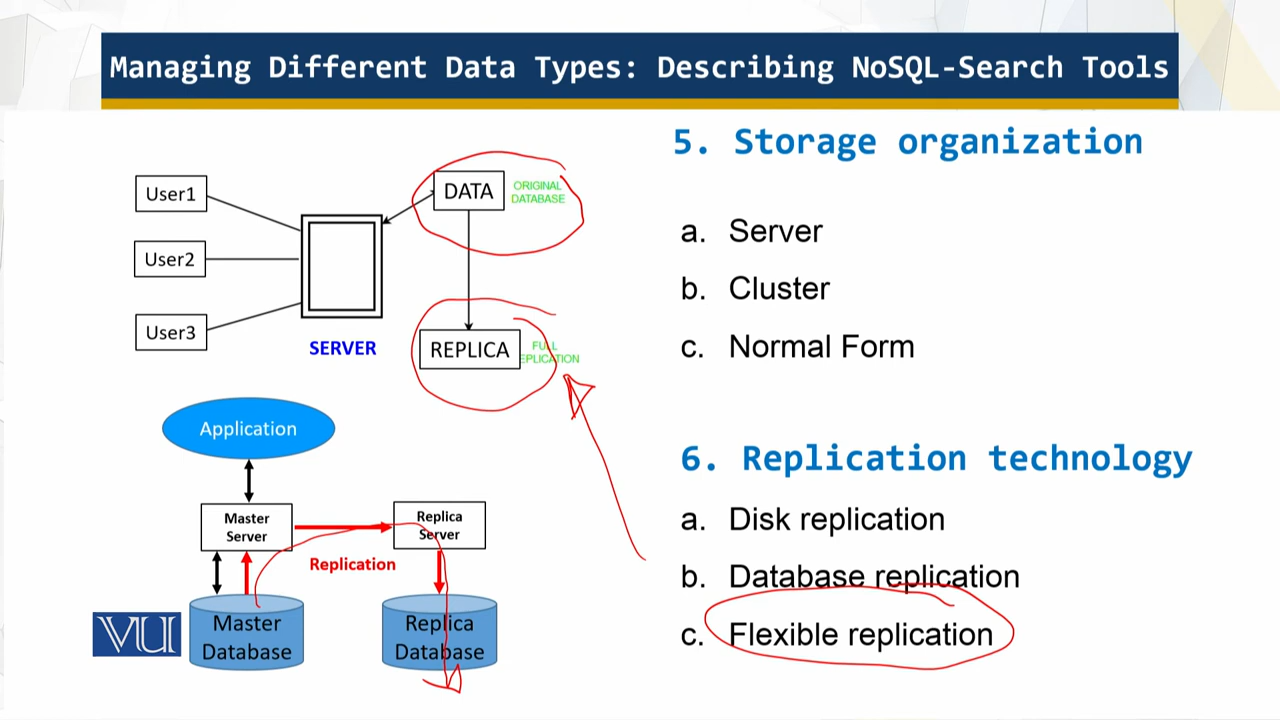 Managing Different Data Types: Describing NoSQL-Search Tools
User1
User2
User3
SERVER
DATA
ORIGINAL
DATABASE
REPLICA
FULL
REPLICATION
Application
Master
Server
Replica
Server
Replication
Master
Database
Replica
Database
VU
5. Storage organization
a. Server
b. Cluster
c. Normal Form
6. Replication technology
a. Disk replication
b. Database replication
c. Flexible replication